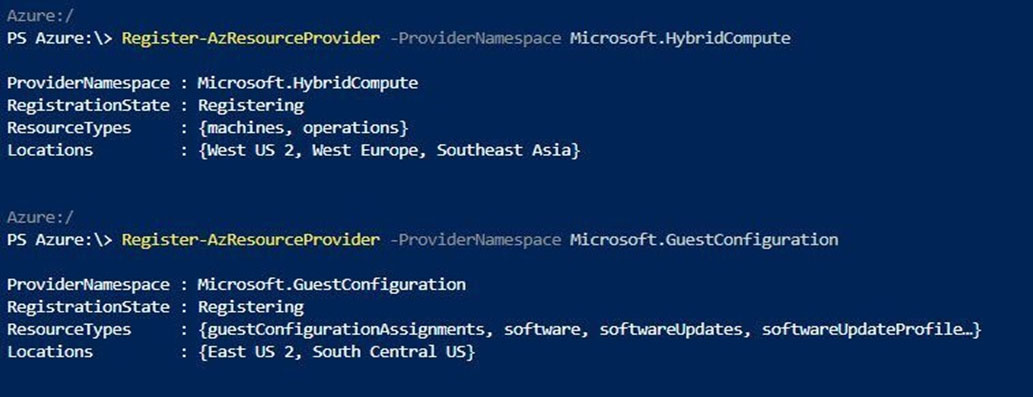 Azure:/
PS Azure:\> Register-AzResourceProvider -ProviderNamespace Microsoft.HybridCompute
ProviderNamespace : Microsoft.HybridCompute
RegistrationState : Registering
ResourceTypes     : {machines, operations}
Locations         : {West US 2, West Europe, Southeast Asia}
Azure:/
PS Azure:\> Register-AzResourceProvider -ProviderNamespace Microsoft.GuestConfiguration
ProviderNamespace : Microsoft.GuestConfiguration
RegistrationState : Registering
ResourceTypes     : {guestConfigurationAssignments, software, softwareUpdates, softwareUpdateProfile…}
Locations         : {East US 2, South Central US}